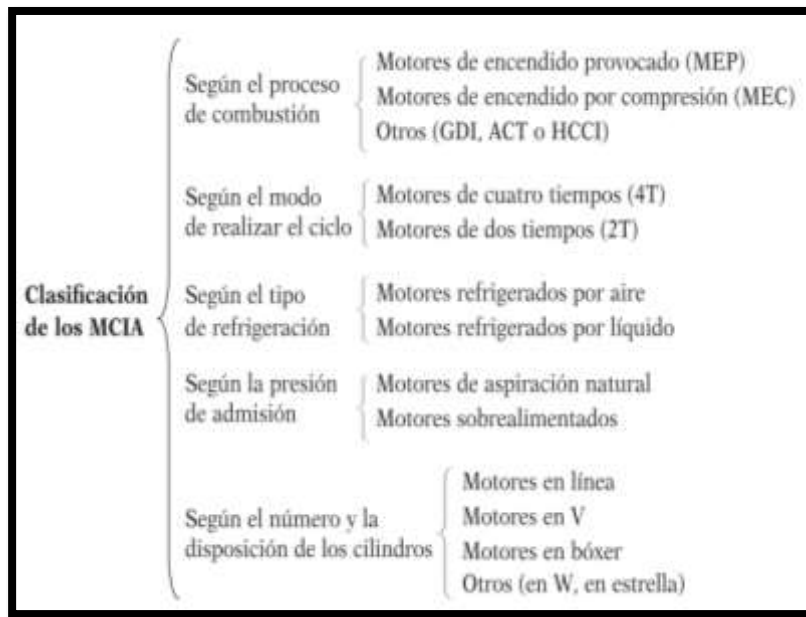 Clasificación
de los MCIA
Según el proceso
de combustión
Motores de encendido provocado (MEP)
Motores de encendido por compresión (MEC)
Otros (GDI, ACT o HCCI)
Según el modo
de realizar el ciclo
Motores de cuatro tiempos (4T)
Motores de dos tiempos (2T)
Según el tipo
de refrigeración
Motores refrigerados por aire
Motores refrigerados por líquido
Según la presión
de admisión
Motores de aspiración natural
Motores sobrealimentados
Según el número y la
disposición de los cilindros
Motores en línea
Motores en V
Motores en bóxer
Otros (en W, en estrella)